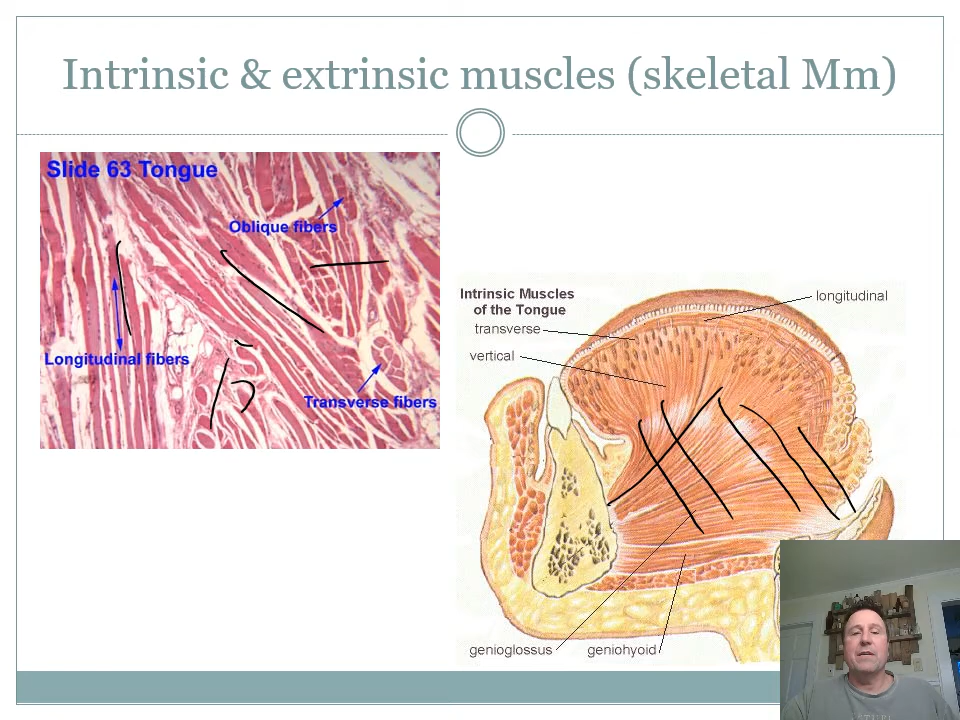 Intrinsic & extrinsic muscles (skeletal Mm)
Slide 63 Tongue
Oblique fibers
Longitudinal fibers
Transverse fibers
Intrinsic Muscles
of the Tongue
transverse
vertical
longitudinal
genioglossus
geniohyoid